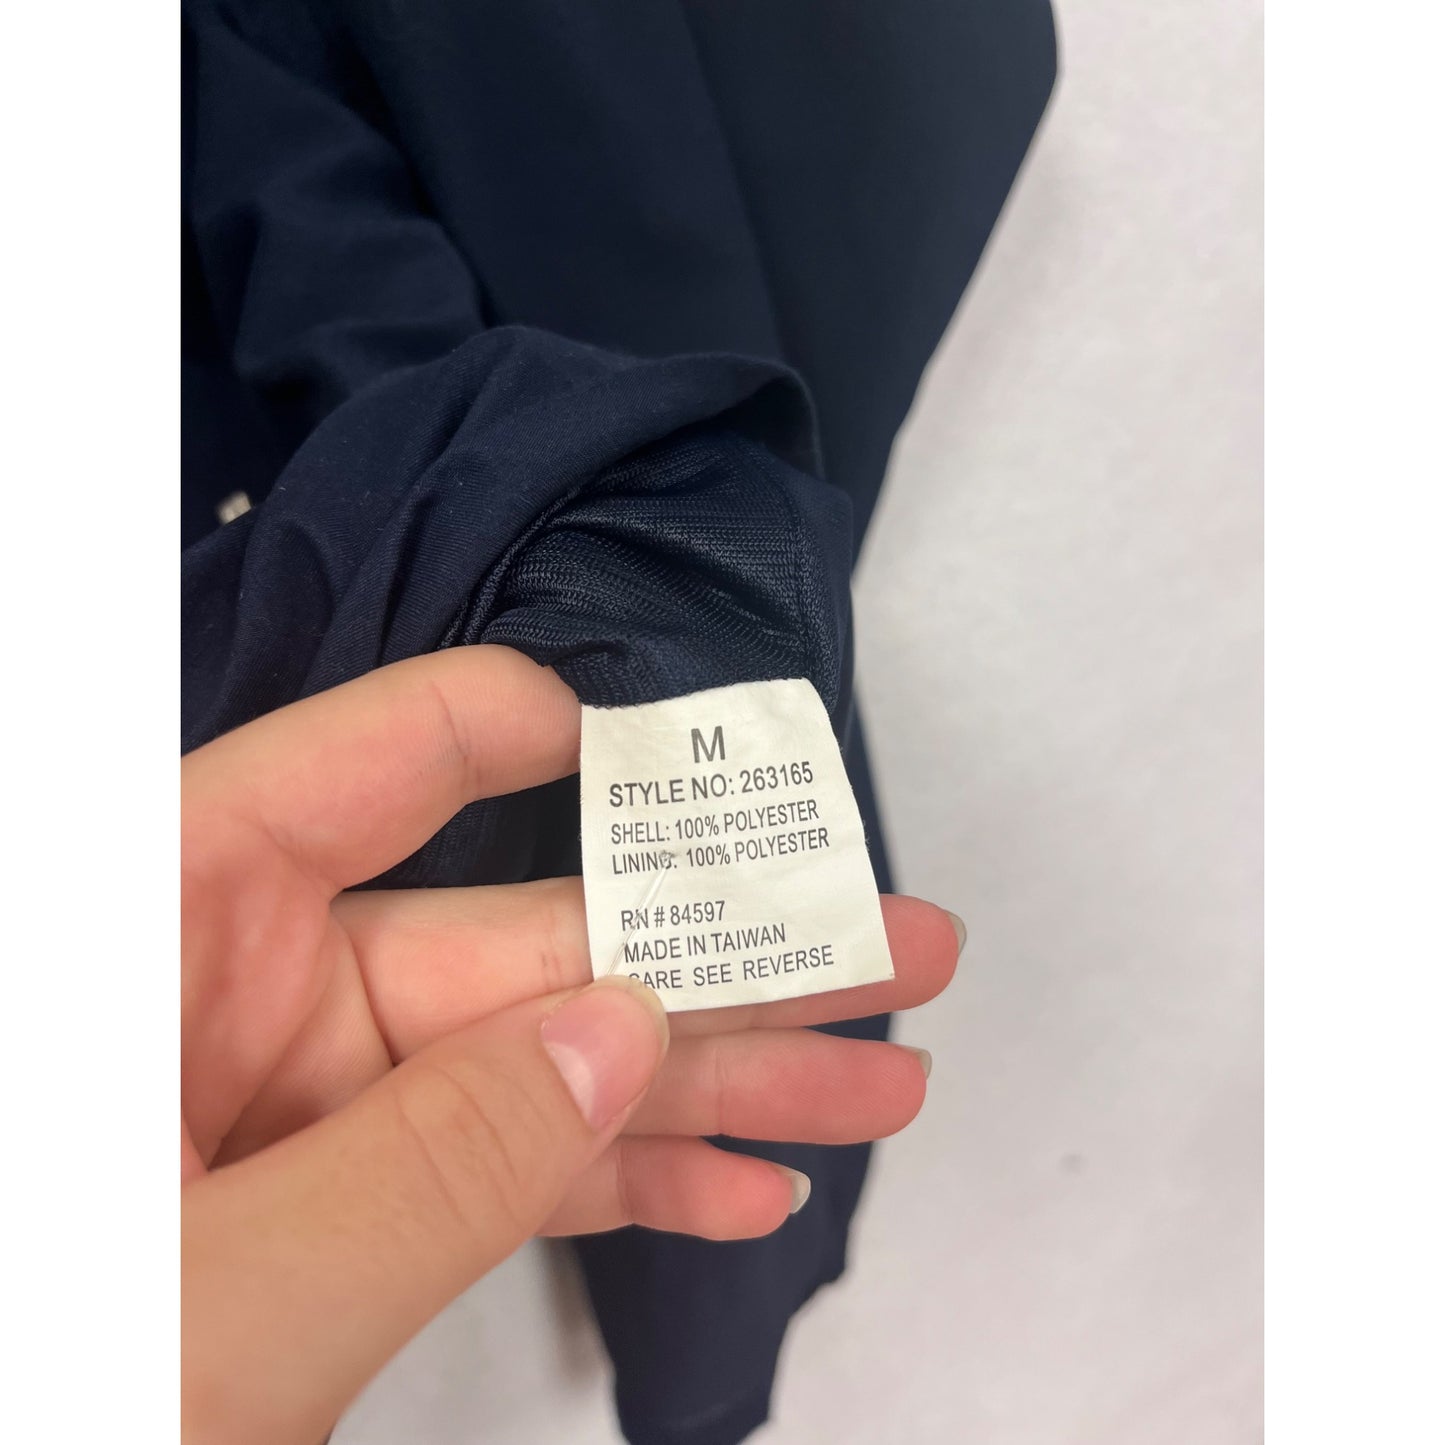 M
STYLE NO: 263165
SHELL: 100% POLYESTER
LINING: 100% POLYESTER
RN # 84597
MADE IN TAIWAN
CARE SEE REVERSE